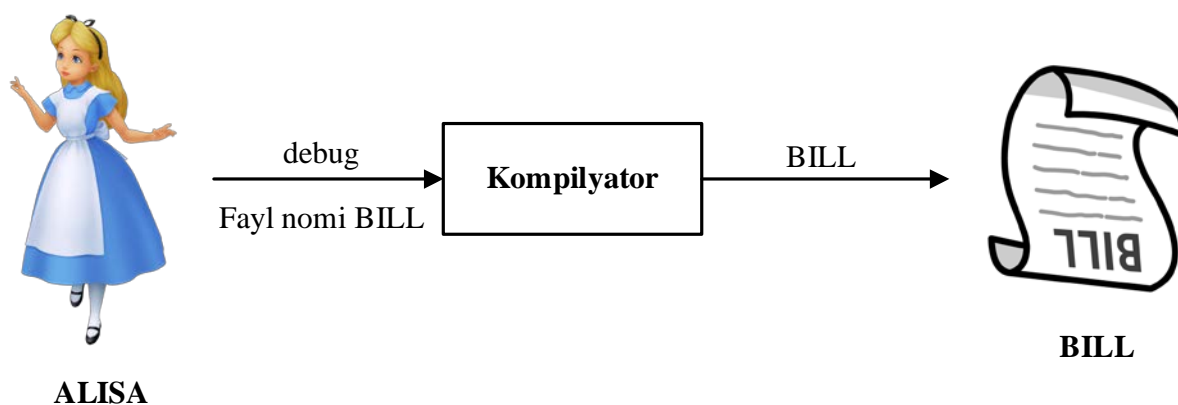 debug
Fayl nomi BILL
Kompilyator
BILL
BILL
BILL
ALISA